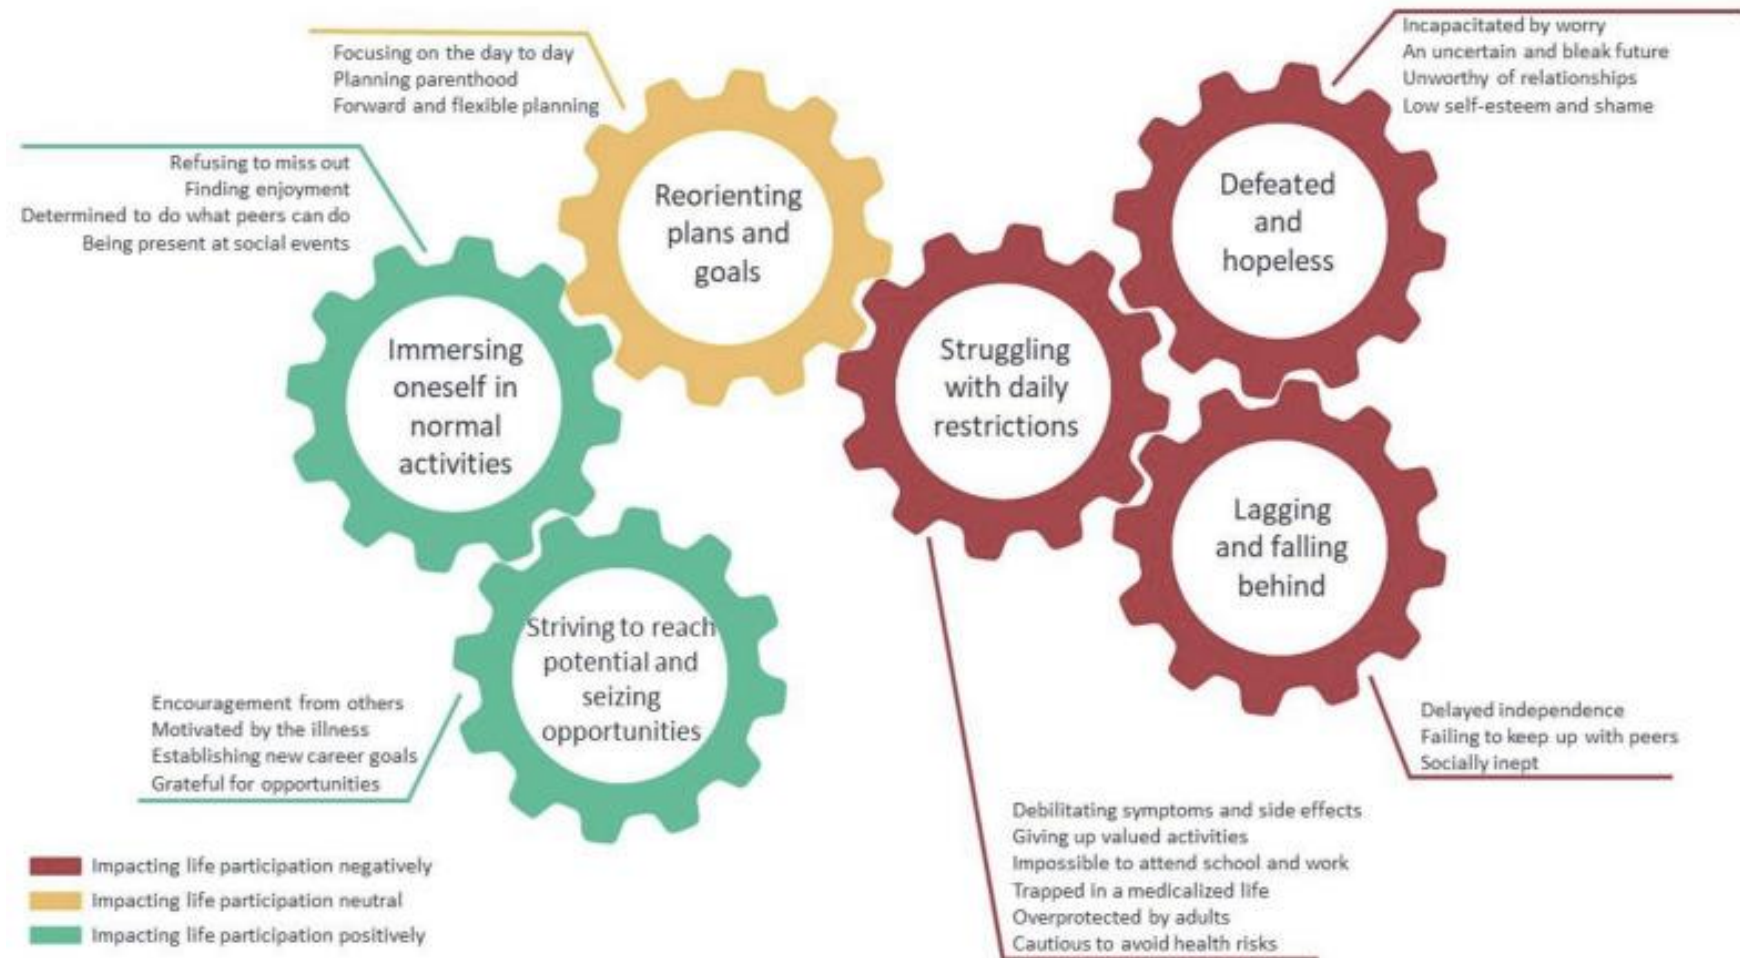 Focusing on the day to day
Planning parenthood
Forward and flexible planning
Incapacitated by worry
An uncertain and bleak future
Unworthy of relationships
Low self-esteem and shame
Refusing to miss out
Finding enjoyment
Determined to do what peers can do
Being present at social events
Reorienting
plans and
goals
Defeated
and
hopeless
Immersing
oneself in
normal
activities
Struggling
with daily
restrictions
Lagging
and falling
behind
Striving to reach
potential and
seizing
opportunities
Encouragement from others
Motivated by the illness
Establishing new career goals
Grateful for opportunities
Delayed independence
Failing to keep up with peers
Socially inept
Debilitating symptoms and side effects
Giving up valued activities
Impossible to attend school and work
Trapped in a medicalized life
Overprotected by adults
Cautious to avoid health risks
Impacting life participation negatively
Impacting life participation neutral
Impacting life participation positively